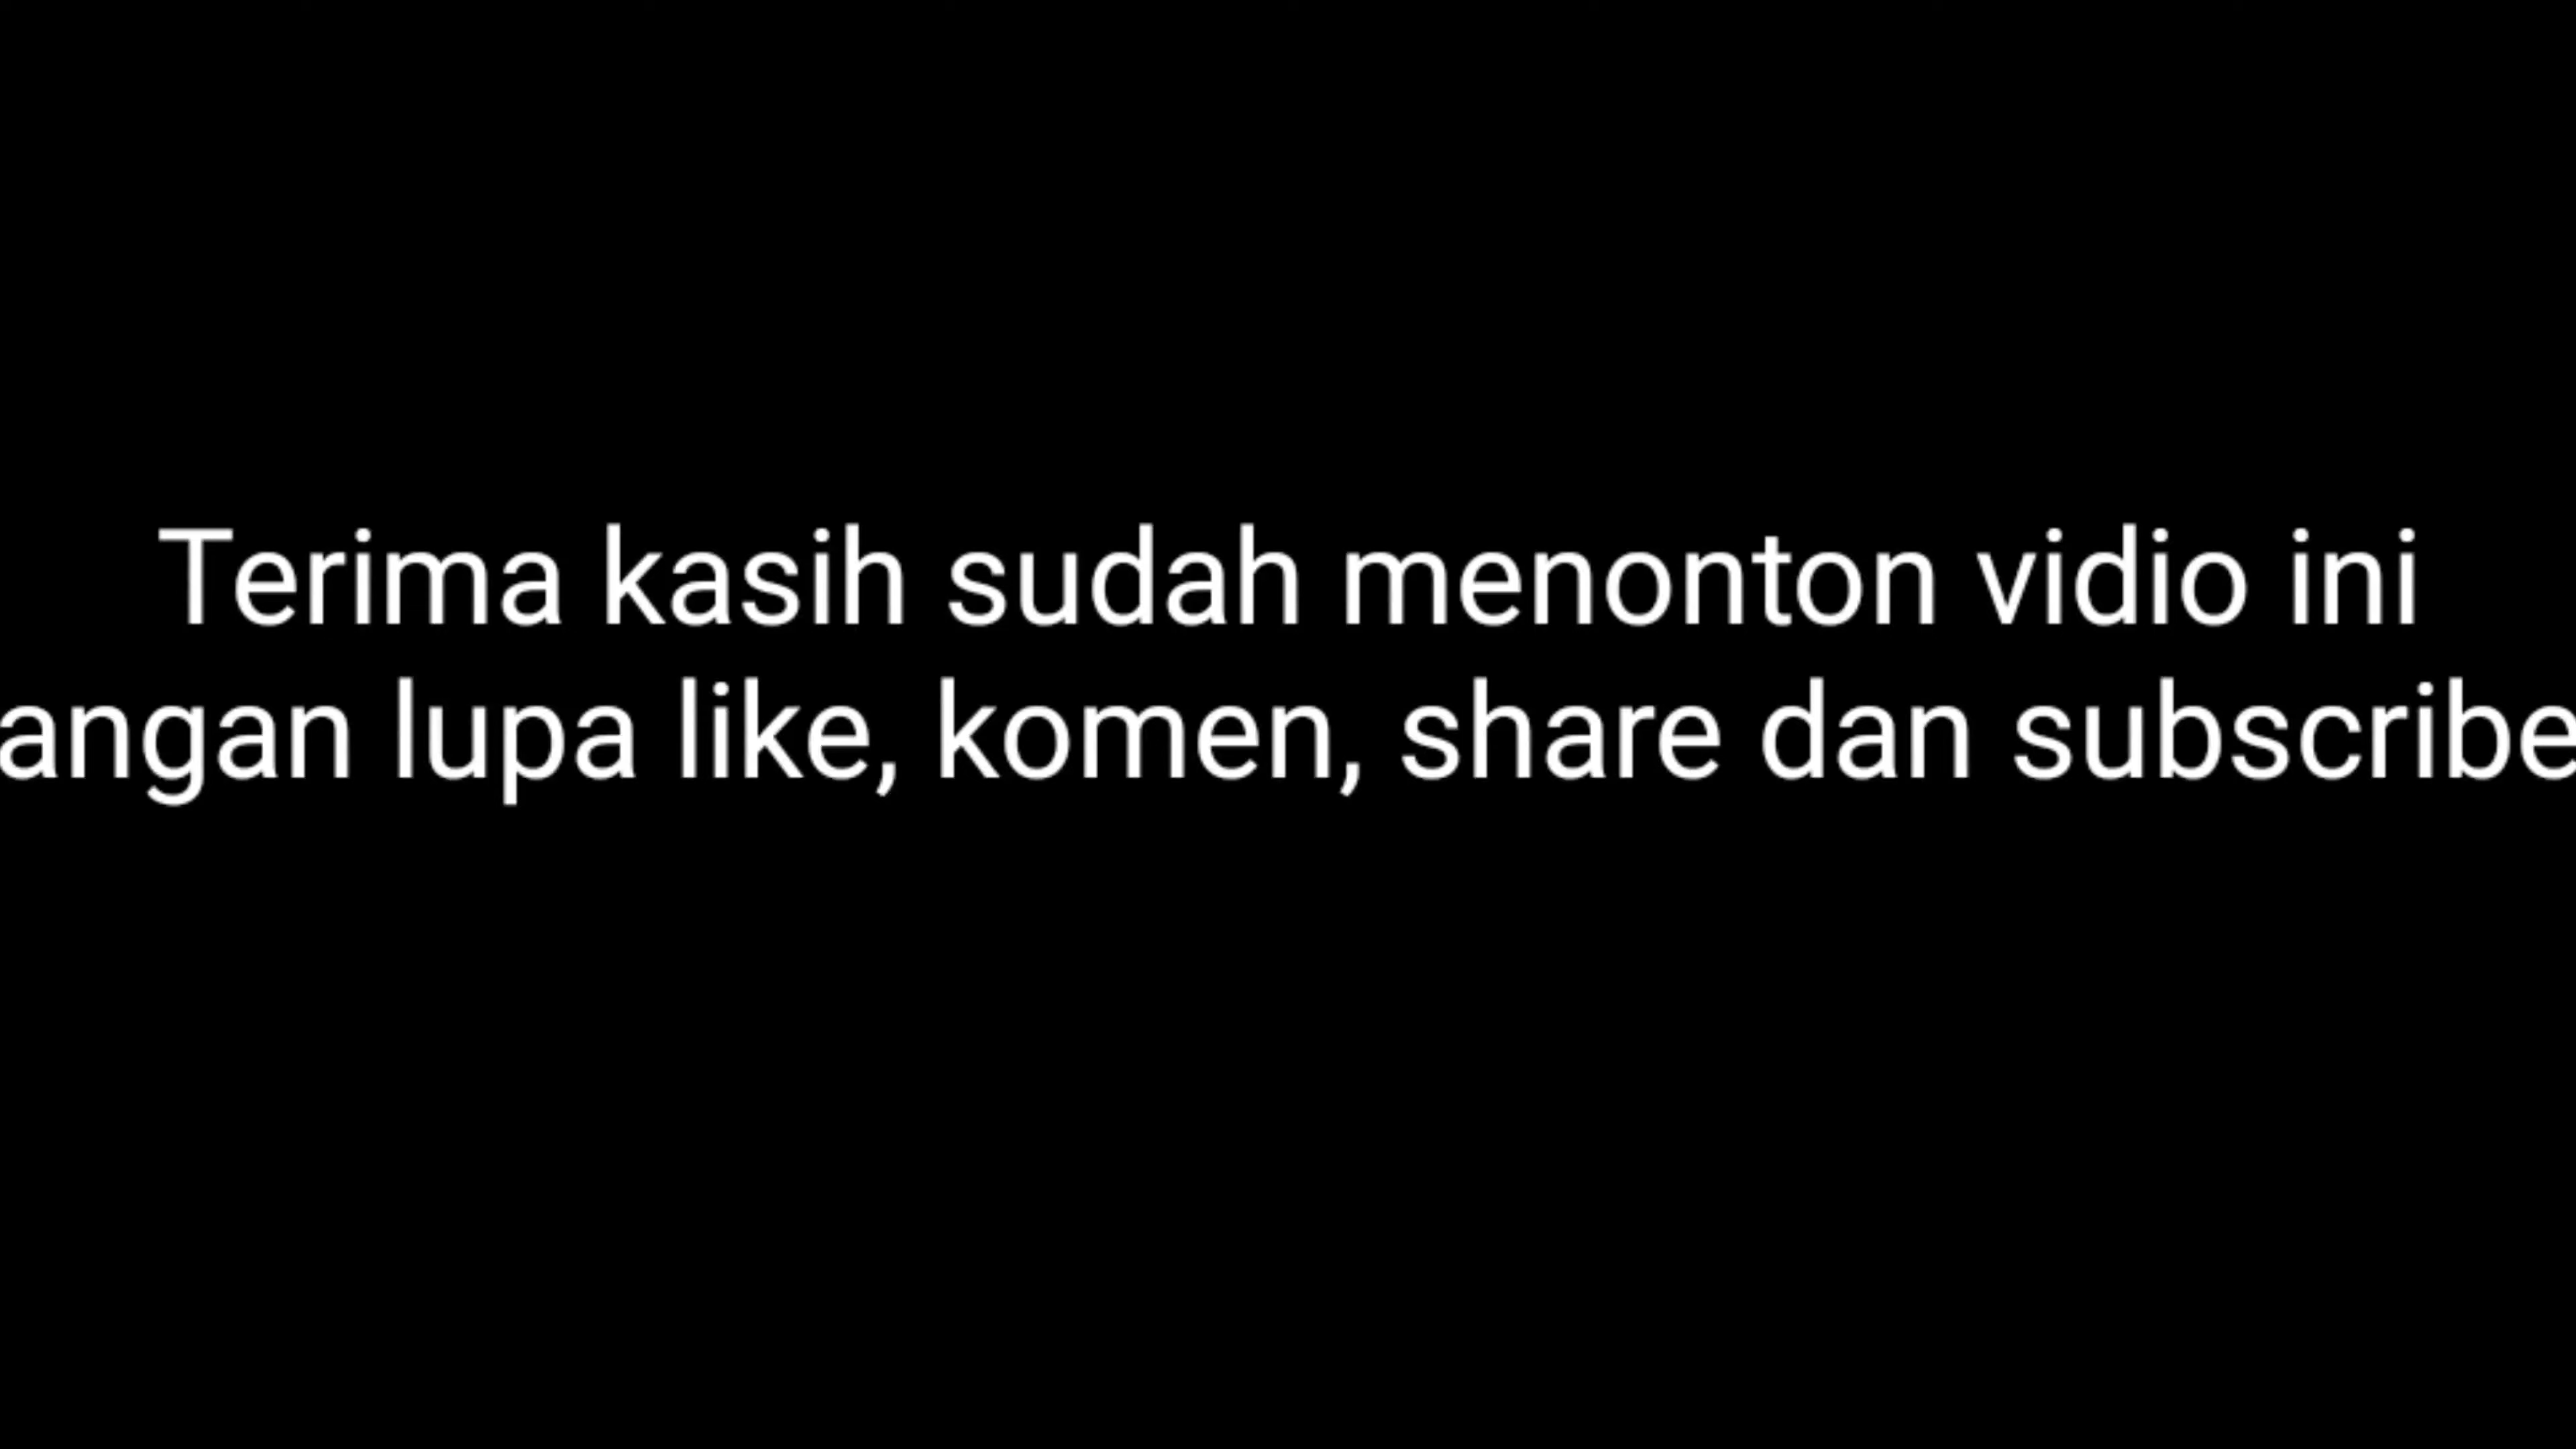 Terima kasih sudah menonton vidio ini
angan lupa like, komen, share dan subscribe